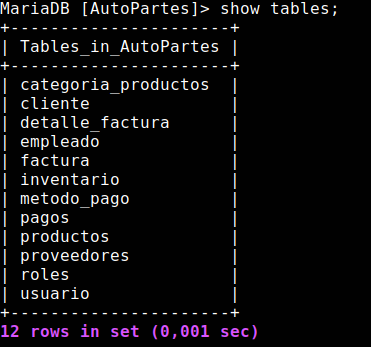 MariaDB [AutoPartes]> show tables;
+----------------------+
| Tables_in_AutoPartes |
+----------------------+
| categoria_productos  |
| cliente              |
| detalle_factura      |
| empleado             |
| factura              |
| inventario           |
| metodo_pago          |
| pagos                |
| productos            |
| proveedores          |
| roles                |
| usuario              |
+----------------------+
12 rows in set (0,001 sec)